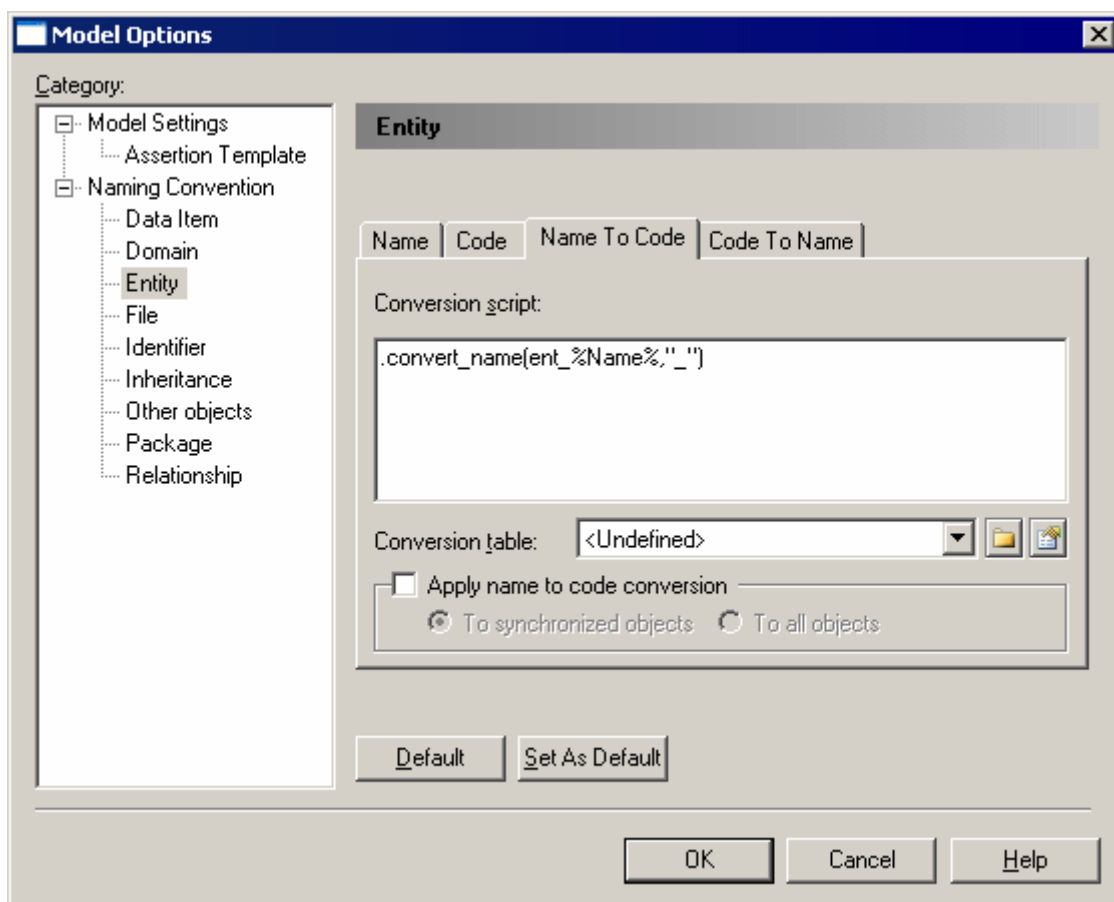 Model Options
Category:
Model Settings
Assertion Template
Naming Convention
Data Item
Domain
Entity
File
Identifier
Inheritance
Other objects
Package
Relationship
Entity
Name Code Name To Code Code To Name
Conversion script:
.convert_name(ent_%Name%,"_")
Conversion table: <Undefined>
Apply name to code conversion
To synchronized objects To all objects
Default Set As Default
OK Cancel Help